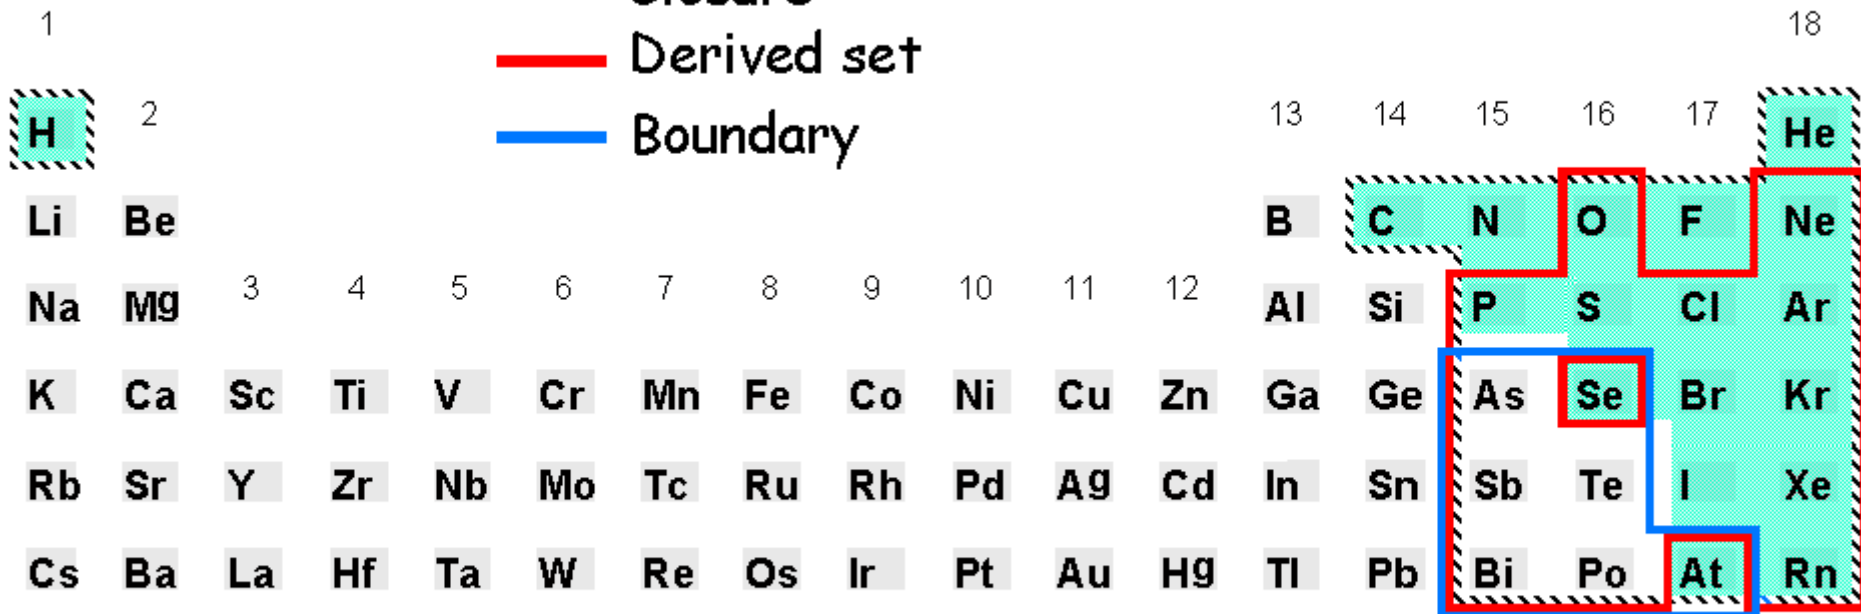 1 18
Derived set
H 2 Boundary 13 14 15 16 17 He
Li Be B C N O F Ne
Na Mg 3 4 5 6 7 8 9 10 11 12 Al Si P S Cl Ar
K Ca Sc Ti V Cr Mn Fe Co Ni Cu Zn Ga Ge As Se Br Kr
Rb Sr Y Zr Nb Mo Tc Ru Rh Pd Ag Cd In Sn Sb Te I Xe
Cs Ba La Hf Ta W Re Os Ir Pt Au Hg Tl Pb Bi Po At Rn